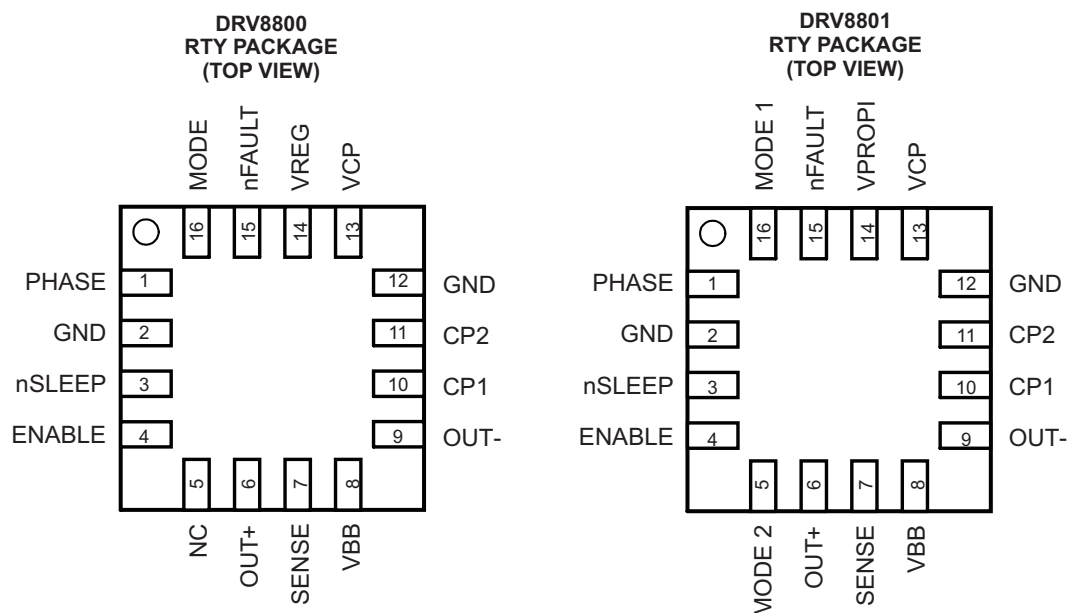 DRV8800
RTY PACKAGE
(TOP VIEW)
MODE
nFAULT
VREG
VCP
16
15
14
13
PHASE 1
GND 2
nSLEEP 3
ENABLE 4
12 GND
11 CP2
10 CP1
9 OUT-
5
6
7
8
NC
OUT+
SENSE
VBB
DRV8801
RTY PACKAGE
(TOP VIEW)
MODE 1
nFAULT
VPROPI
VCP
16
15
14
13
PHASE 1
GND 2
nSLEEP 3
ENABLE 4
12 GND
11 CP2
10 CP1
9 OUT-
5
6
7
8
MODE 2
OUT+
SENSE
VBB